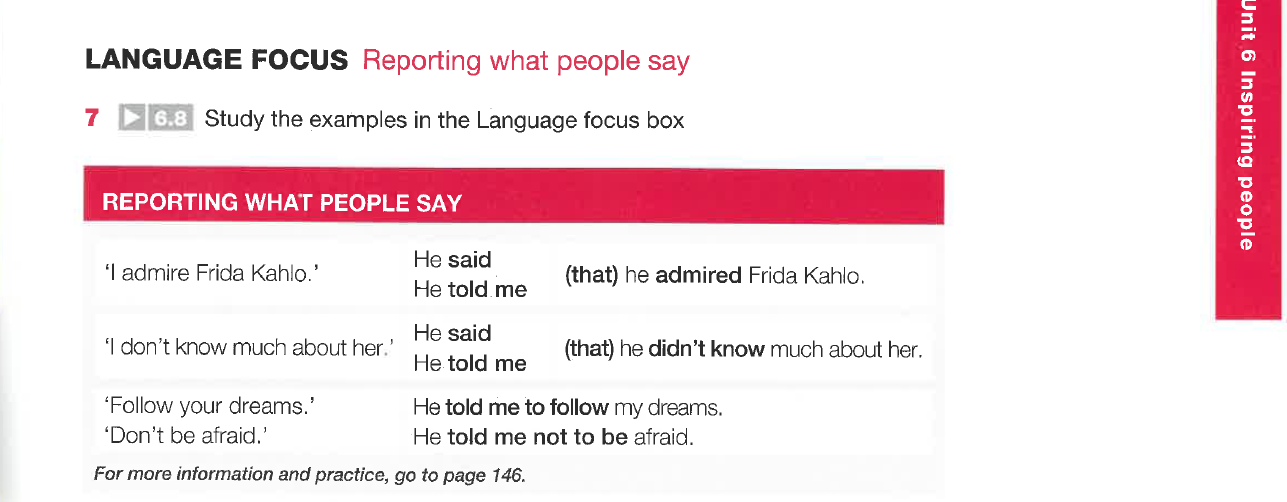 LANGUAGE FOCUS Reporting what people say
7 6.8 Study the examples in the Language focus box
REPORTING WHAT PEOPLE SAY
‘I admire Frida Kahlo.’ He said (that) he admired Frida Kahlo.
He told me
‘I don’t know much about her.’ He said (that) he didn’t know much about her.
He told me
‘Follow your dreams.’ He told me to follow my dreams.
‘Don’t be afraid.’ He told me not to be afraid.
For more information and practice, go to page 146.
Unit 6 Inspiring people